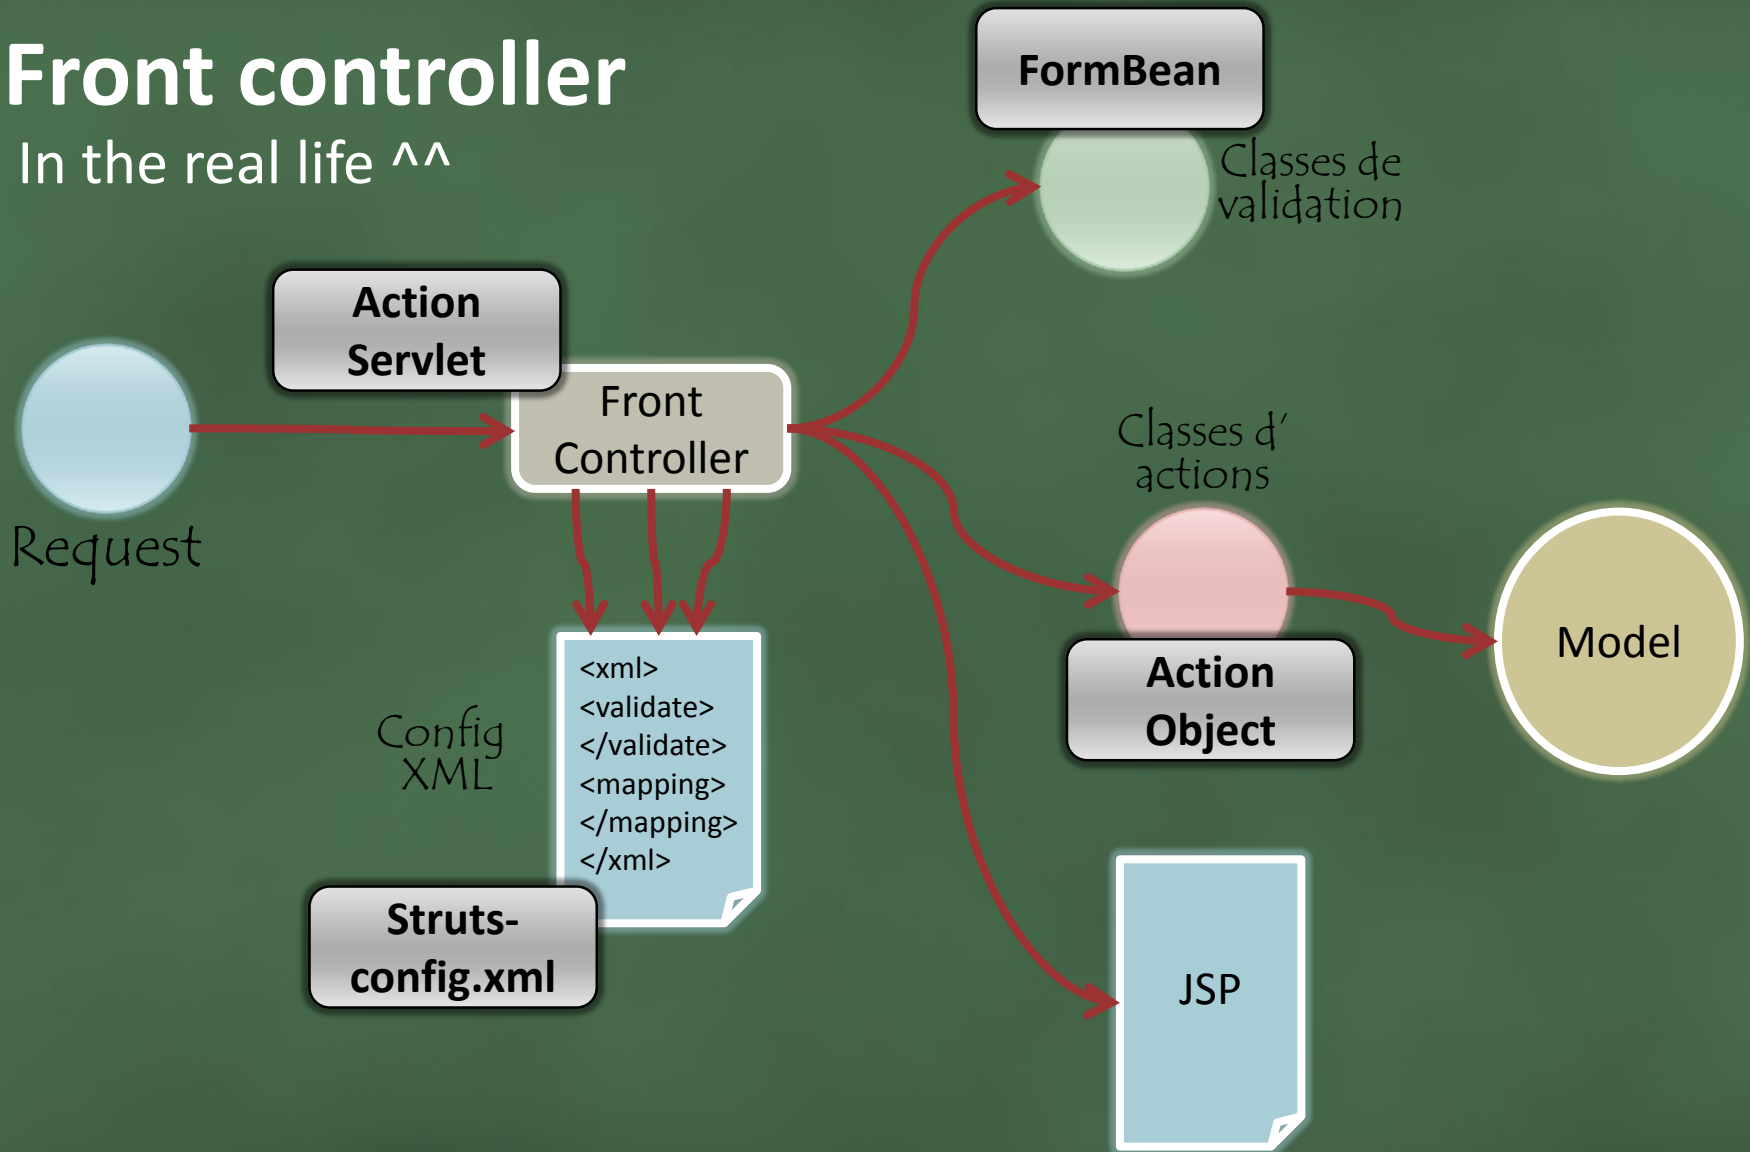 Front controller
In the real life ^^
FormBean
Classes de
validation
Action
Servlet
Front
Controller
Request
Classes d’
actions
Action
Object
Model
Config
XML
<xml>
<validate>
</validate>
<mapping>
</mapping>
</xml>
Struts-
config.xml
JSP